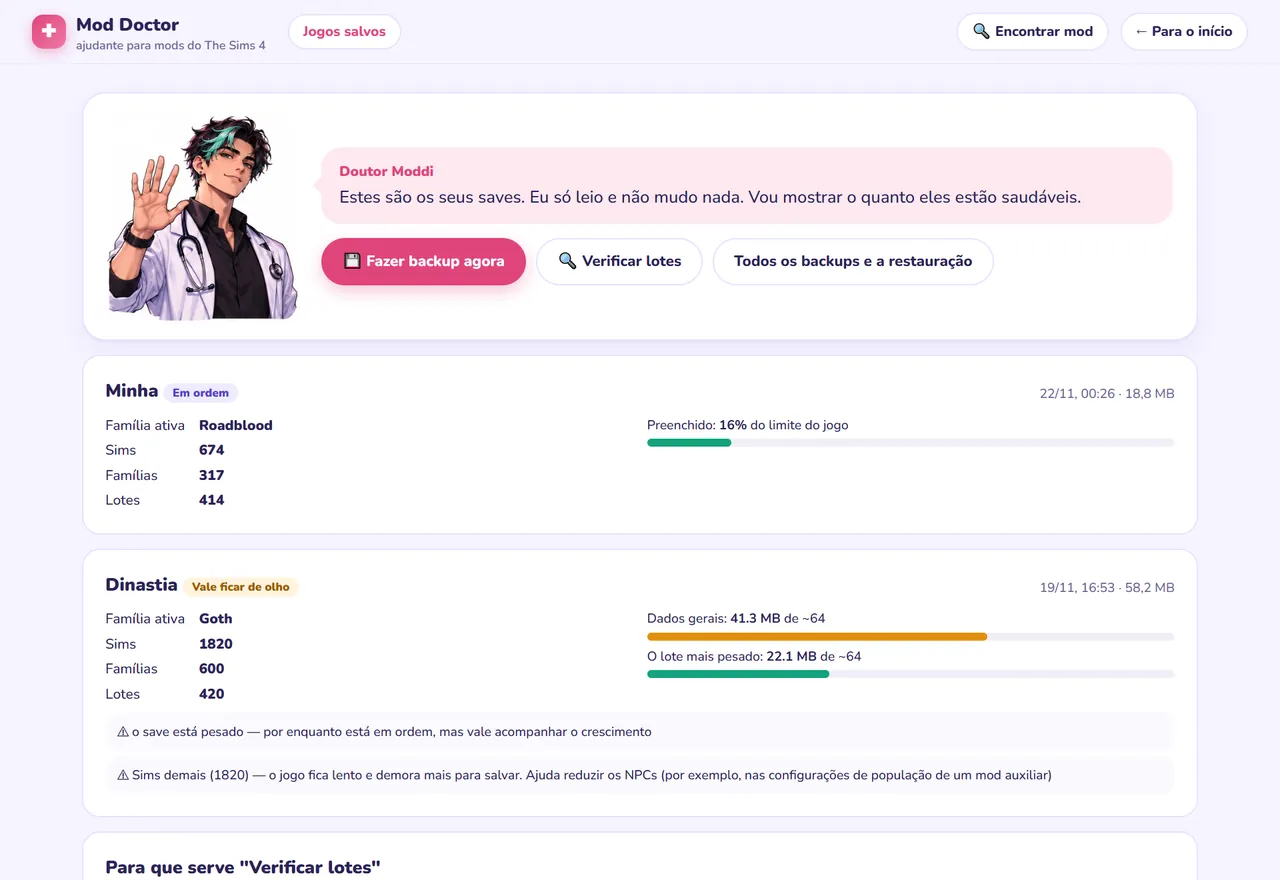 Mod Doctor
ajudante para mods do The Sims 4
Jogos salvos
🔍 Encontrar mod
← Para o início
Doutor Moddi
Estes são os seus saves. Eu só leio e não mudo nada. Vou mostrar o quanto eles estão saudáveis.
💾 Fazer backup agora
🔍 Verificar lotes
Todos os backups e a restauração
Minha Em ordem
22/11, 00:26 · 18,8 MB
Família ativa Roadblood
Sims 674
Famílias 317
Lotes 414
Preenchido: 16% do limite do jogo
Dinastia Vale ficar de olho
19/11, 16:53 · 58,2 MB
Família ativa Goth
Sims 1820
Famílias 600
Lotes 420
Dados gerais: 41.3 MB de ~64
O lote mais pesado: 22.1 MB de ~64
⚠ o save está pesado — por enquanto está em ordem, mas vale acompanhar o crescimento
⚠ Sims demais (1820) — o jogo fica lento e demora mais para salvar. Ajuda reduzir os NPCs (por exemplo, nas configurações de população de um mod auxiliar)
Para que serve "Verificar lotes"